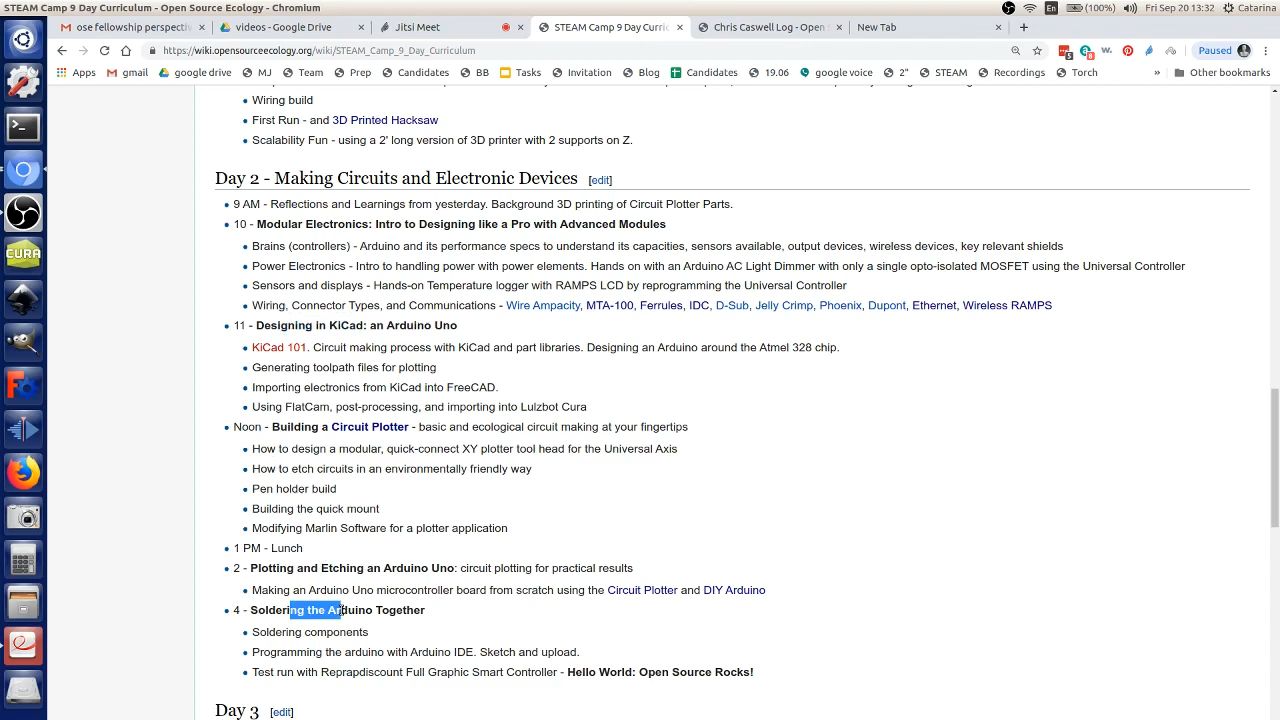 STEAM Camp 9 Day Curriculum - Open Source Ecology - Chromium
En (100%) Fri Sep 20 13:32 Catarina
ose fellowship perspectiv
videos - Google Drive
Jitsi Meet
STEAM Camp 9 Day Curric
Chris Caswell Log - Open
New Tab
https://wiki.opensourceecology.org/wiki/STEAM_Camp_9_Day_Curriculum
Paused
Apps gmail google drive MJ Team Prep Candidates BB Tasks Invitation Blog Candidates 19.06 google voice 2" STEAM Recordings Torch » Other bookmarks
Wiring build
First Run - and 3D Printed Hacksaw
Scalability Fun - using a 2' long version of 3D printer with 2 supports on Z.
Day 2 - Making Circuits and Electronic Devices [edit]
9 AM - Reflections and Learnings from yesterday. Background 3D printing of Circuit Plotter Parts.
10 - Modular Electronics: Intro to Designing like a Pro with Advanced Modules
Brains (controllers) - Arduino and its performance specs to understand its capacities, sensors available, output devices, wireless devices, key relevant shields
Power Electronics - Intro to handling power with power elements. Hands on with an Arduino AC Light Dimmer with only a single opto-isolated MOSFET using the Universal Controller
Sensors and displays - Hands-on Temperature logger with RAMPS LCD by reprogramming the Universal Controller
Wiring, Connector Types, and Communications - Wire Ampacity, MTA-100, Ferrules, IDC, D-Sub, Jelly Crimp, Phoenix, Dupont, Ethernet, Wireless RAMPS
11 - Designing in KiCad: an Arduino Uno
KiCad 101. Circuit making process with KiCad and part libraries. Designing an Arduino around the Atmel 328 chip.
Generating toolpath files for plotting
Importing electronics from KiCad into FreeCAD.
Using FlatCam, post-processing, and importing into Lulzbot Cura
Noon - Building a Circuit Plotter - basic and ecological circuit making at your fingertips
How to design a modular, quick-connect XY plotter tool head for the Universal Axis
How to etch circuits in an environmentally friendly way
Pen holder build
Building the quick mount
Modifying Marlin Software for a plotter application
1 PM - Lunch
2 - Plotting and Etching an Arduino Uno: circuit plotting for practical results
Making an Arduino Uno microcontroller board from scratch using the Circuit Plotter and DIY Arduino
4 - Soldering the Arduino Together
Soldering components
Programming the arduino with Arduino IDE. Sketch and upload.
Test run with Reprapdiscount Full Graphic Smart Controller - Hello World: Open Source Rocks!
Day 3 [edit]
CURA